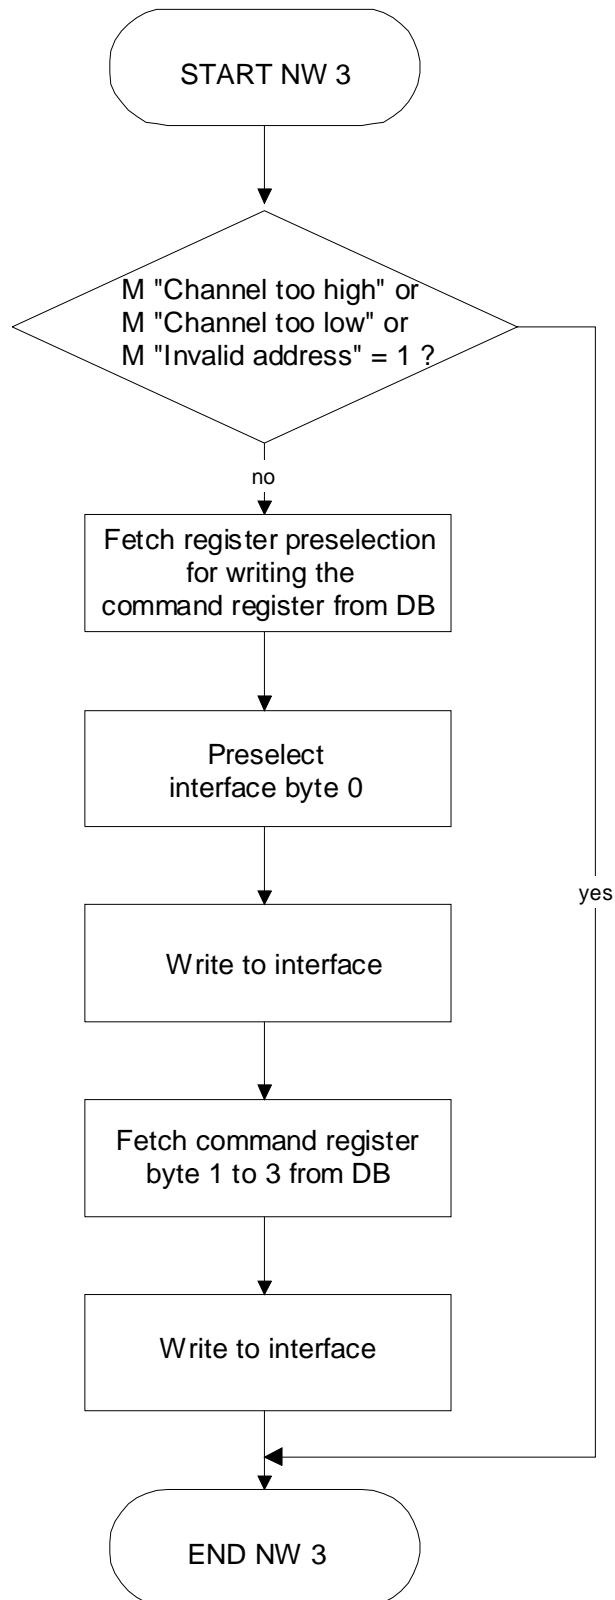 START NW 3
M "Channel too high" or
M "Channel too low" or
M "Invalid address" = 1 ?
no
Fetch register preselection
for writing the
command register from DB
Preselect
interface byte 0
yes
Write to interface
Fetch command register
byte 1 to 3 from DB
Write to interface
END NW 3